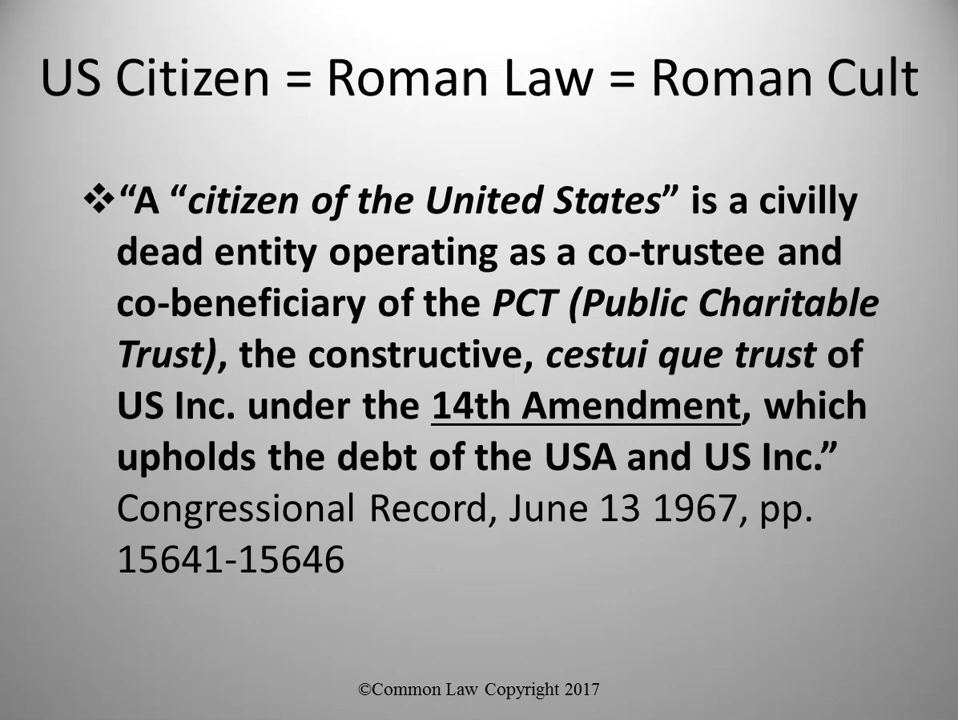 US Citizen = Roman Law = Roman Cult
❖“A “citizen of the United States” is a civilly
dead entity operating as a co-trustee and
co-beneficiary of the PCT (Public Charitable
Trust), the constructive, cestui que trust of
US Inc. under the 14th Amendment, which
upholds the debt of the USA and US Inc.”
Congressional Record, June 13 1967, pp.
15641-15646
©Common Law Copyright 2017